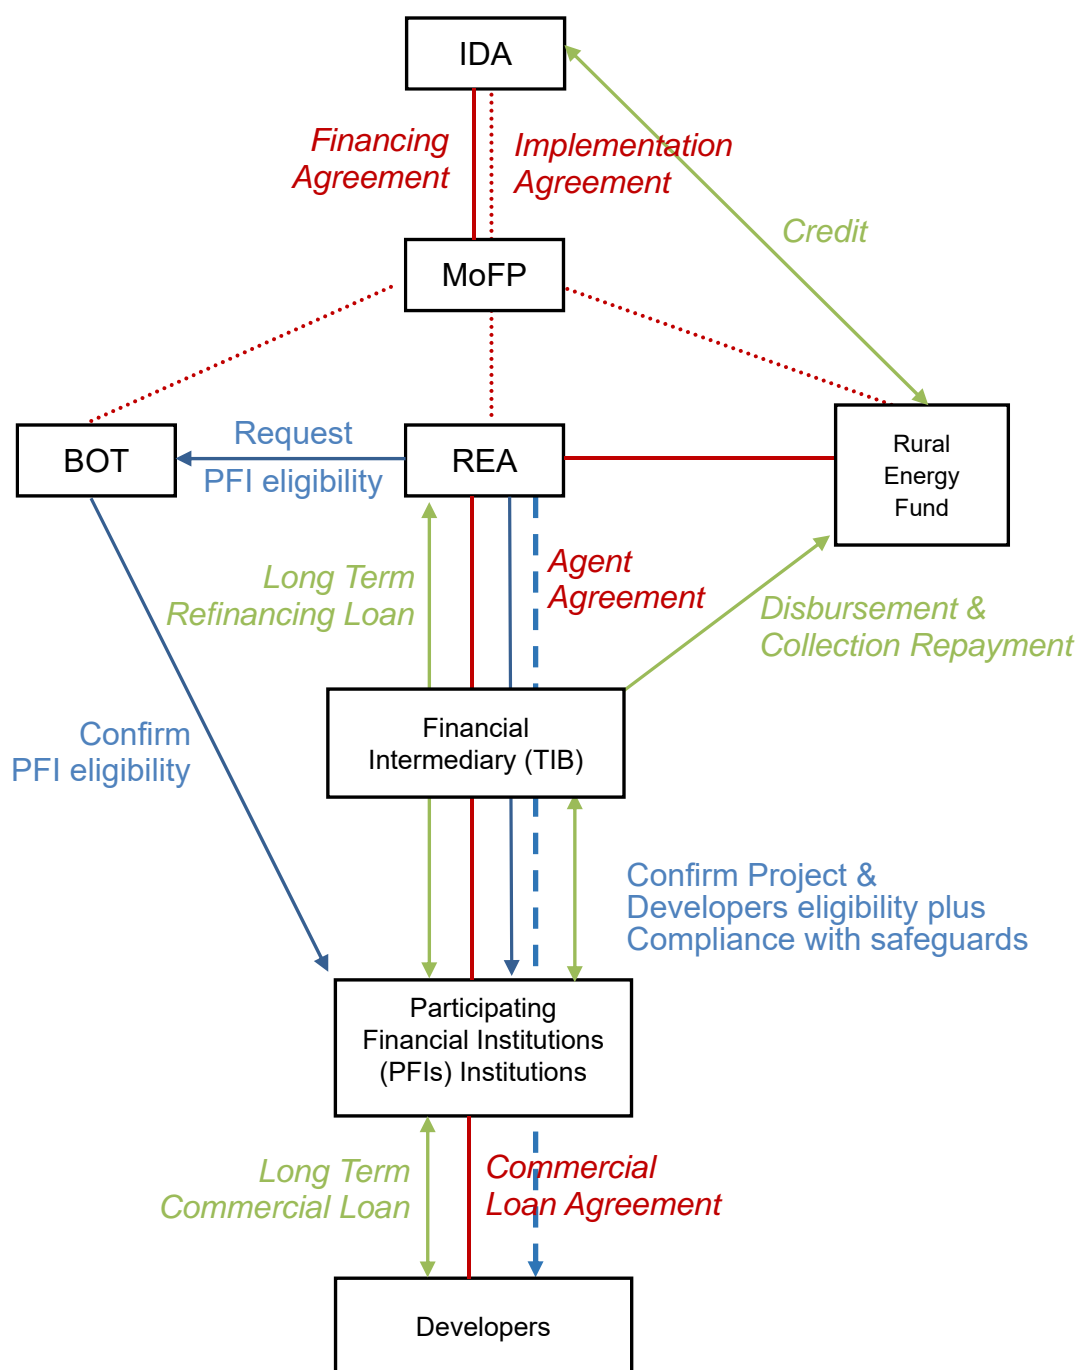 IDA
Financing
Agreement
Implementation
Agreement
Credit
MoFP
BOT
Request
PFI eligibility
REA
Rural
Energy
Fund
Long Term
Refinancing Loan
Agent
Agreement
Disbursement &
Collection Repayment
Financial
Intermediary (TIB)
Confirm
PFI eligibility
Confirm Project &
Developers eligibility plus
Compliance with safeguards
Participating
Financial Institutions
(PFIs) Institutions
Long Term
Commercial Loan
Commercial
Loan Agreement
Developers